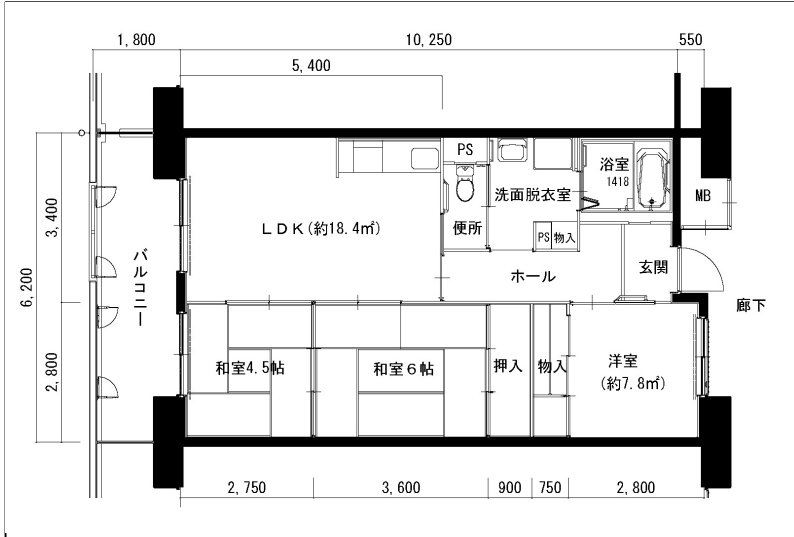 1,800
10,250
550
5,400
PS
浴室
1418
洗面脱衣室
MB
3,400
LDK(約18.4㎡)
便所
PS
物入
バルコニー
ホール
玄関
6,200
廊下
2,800
和室4.5帖
和室6帖
押入
物入
洋室
(約7.8㎡)
2,750
3,600
900
750
2,800